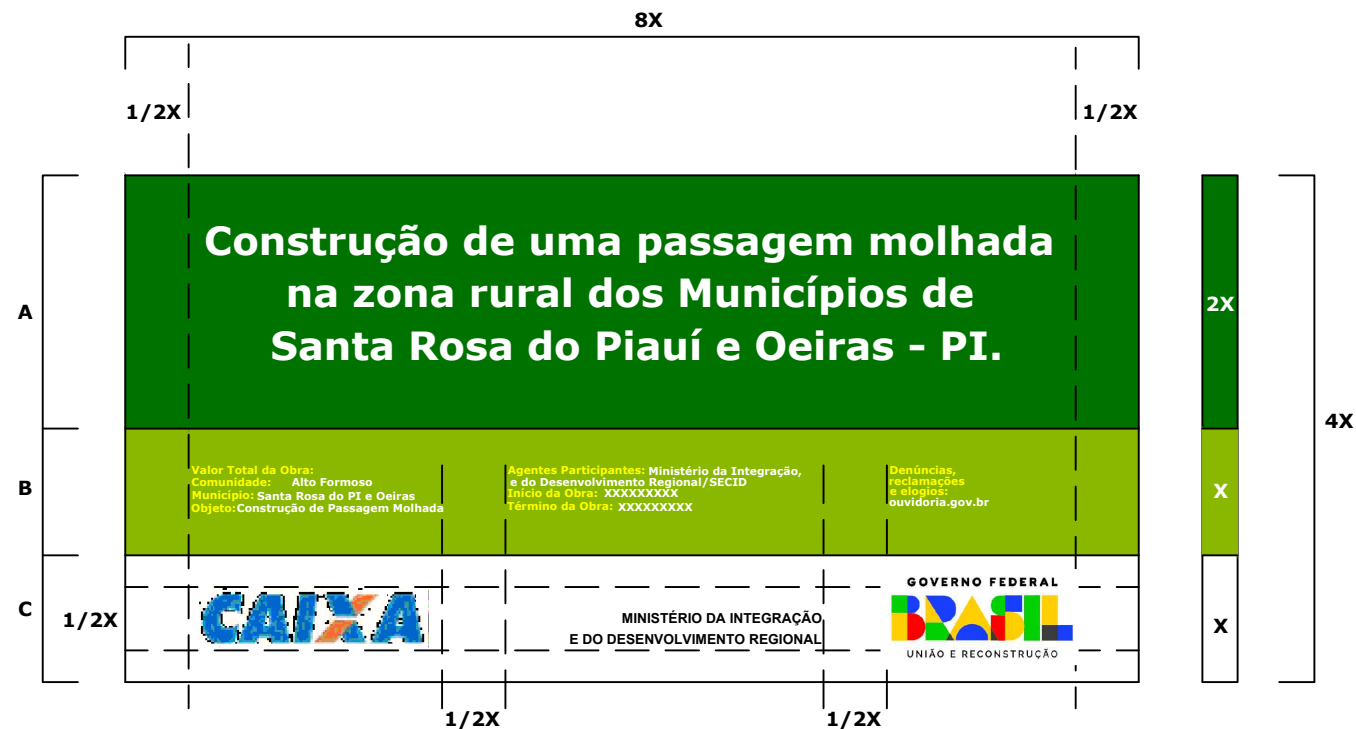 8X
1/2X
1/2X
A
Construção de uma passagem molhada
na zona rural dos Municípios de
Santa Rosa do Piauí e Oeiras - PI.
2X
4X
B
Valor Total da Obra:
Comunidade: Alto Formoso
Município: Santa Rosa do PI e Oeiras
Objeto:Construção de Passagem Molhada
Agentes Participantes: Ministério da Integração,
e do Desenvolvimento Regional/SECID
Início da Obra: XXXXXXXXX
Término da Obra: XXXXXXXXX
Denúncias,
reclamações
e elogios:
ouvidoria.gov.br
X
C
1/2X
CAIXA
MINISTÉRIO DA INTEGRAÇÃO
E DO DESENVOLVIMENTO REGIONAL
GOVERNO FEDERAL
BRASIL
UNIÃO E RECONSTRUÇÃO
X
1/2X
1/2X